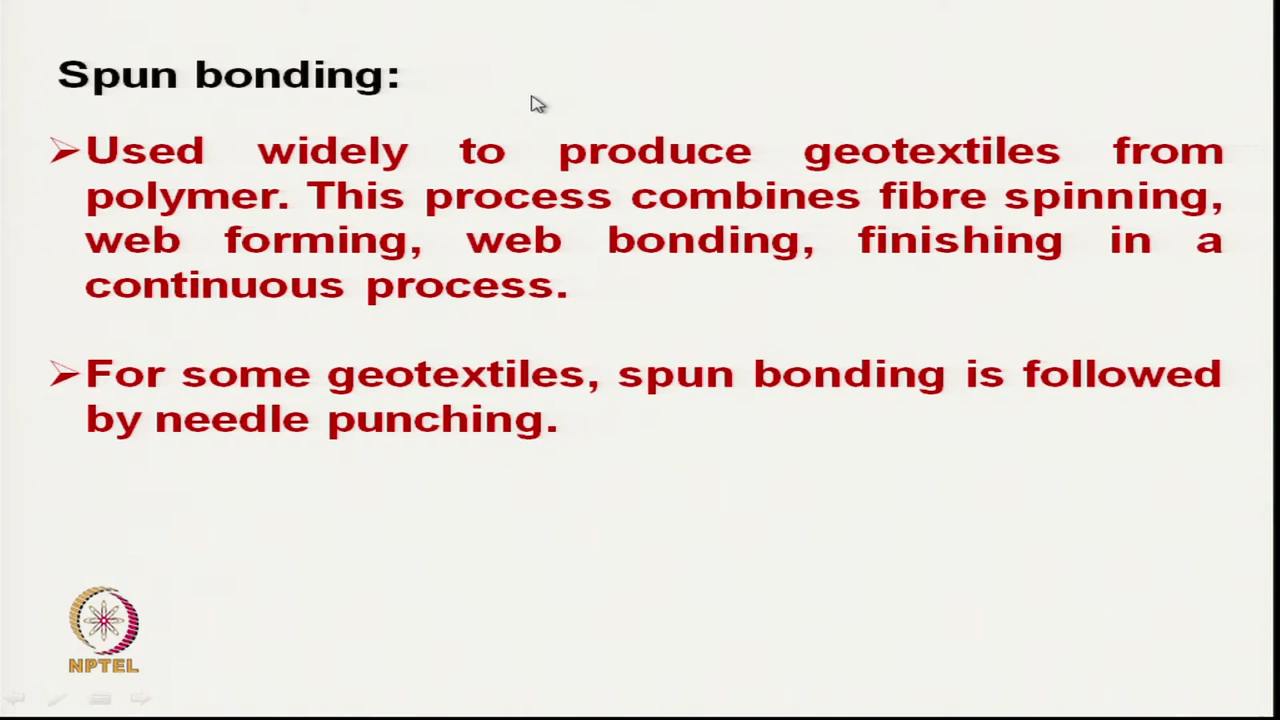 Spun bonding:
Used widely to produce geotextiles from
polymer. This process combines fibre spinning,
web forming, web bonding, finishing in a
continuous process.
For some geotextiles, spun bonding is followed
by needle punching.
NPTEL